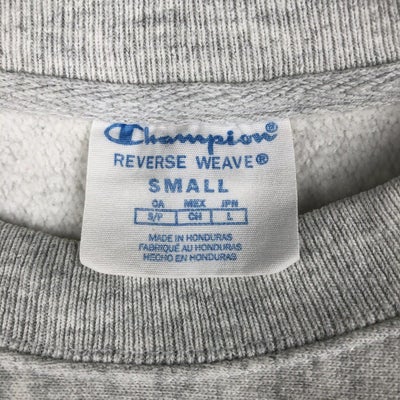 Champion®
REVERSE WEAVE®
SMALL
CA MEX JPN
S/P CH L
MADE IN HONDURAS
FABRIQUÉ AU HONDURAS
HECHO EN HONDURAS